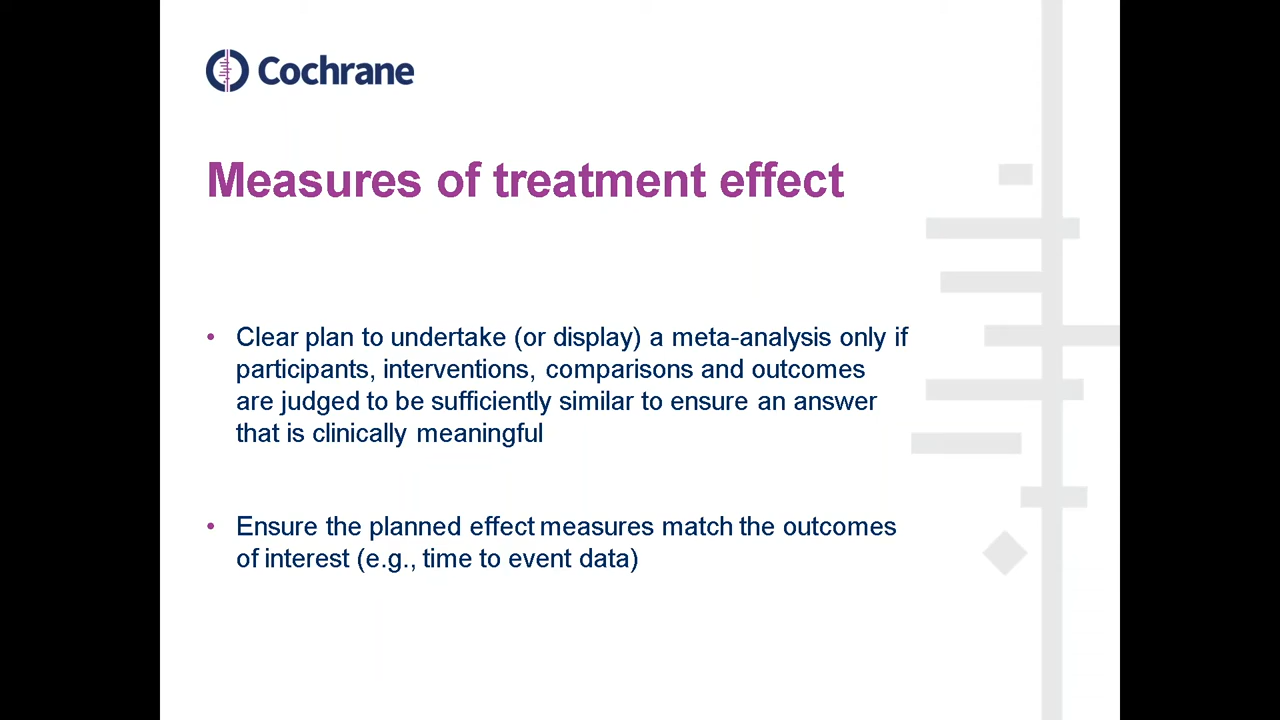 Cochrane
Measures of treatment effect
• Clear plan to undertake (or display) a meta-analysis only if
participants, interventions, comparisons and outcomes
are judged to be sufficiently similar to ensure an answer
that is clinically meaningful
• Ensure the planned effect measures match the outcomes
of interest (e.g., time to event data)